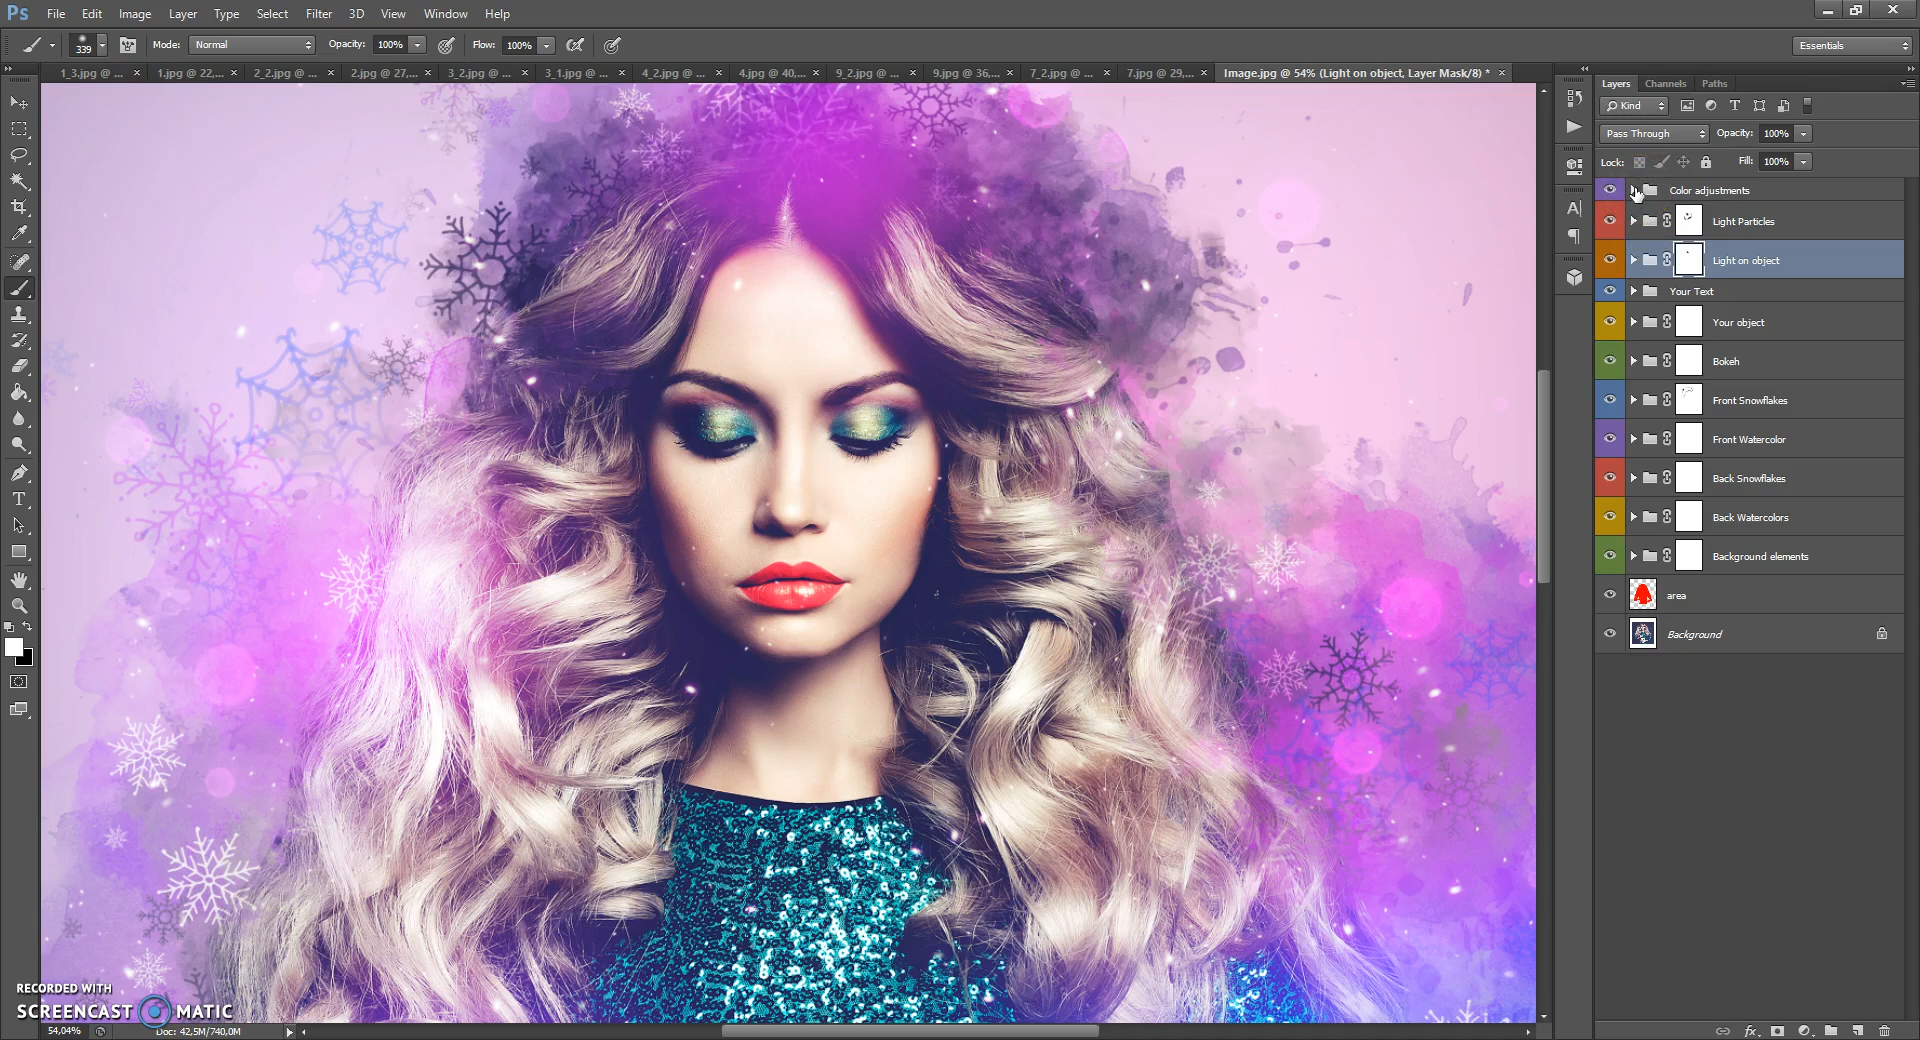 Ps File Edit Image Layer Type Select Filter 3D View Window Help
339 Mode: Normal Opacity: 100% Flow: 100% Essentials
1_3.jpg @ ... × 1.jpg @ 22,... × 2_2.jpg @ ... × 2.jpg @ 27,... × 3_2.jpg @ ... × 3_1.jpg @ ... × 4_2.jpg @ ... × 4.jpg @ 40,... × 9_2.jpg @ ... × 9.jpg @ 36,... × 7_2.jpg @ ... × 7.jpg @ 29,... × Image.jpg @ 54% (Light on object, Layer Mask/8) * ×
Layers Channels Paths
Kind
Pass Through Opacity: 100%
Lock: Fill: 100%
Color adjustments
Light Particles
Light on object
Your Text
Your object
Bokeh
Front Snowflakes
Front Watercolor
Back Snowflakes
Back Watercolors
Background elements
area
Background
RECORDED WITH
SCREENCAST MATIC
54,04% Doc: 42,5M/740,0M
fx